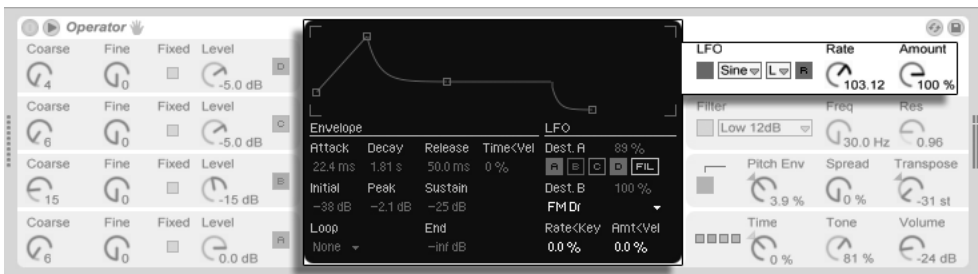 Operator
Coarse Fine Fixed Level
4 0 -5.0 dB D
Coarse Fine Fixed Level
6 0 -5.0 dB C
Coarse Fine Fixed Level
15 0 -15 dB B
Coarse Fine Fixed Level
6 0 0.0 dB A
Envelope
Attack Decay Release Time<Vel
22.4 ms 1.81 s 50.0 ms 0 %
Initial Peak Sustain
-38 dB -2.1 dB -25 dB
Loop End
None -inf dB
LFO
Dest. A 89 %
A B C D FIL
Dest. B 100 %
FM Dr
Rate<Key Amt<Vel
0.0 % 0.0 %
LFO Rate Amount
Sine L R 103.12 100 %
Filter Freq Res
Low 12dB 30.0 Hz 0.96
Pitch Env Spread Transpose
3.9 % 0 % -31 st
Time Tone Volume
0 % 81 % -24 dB